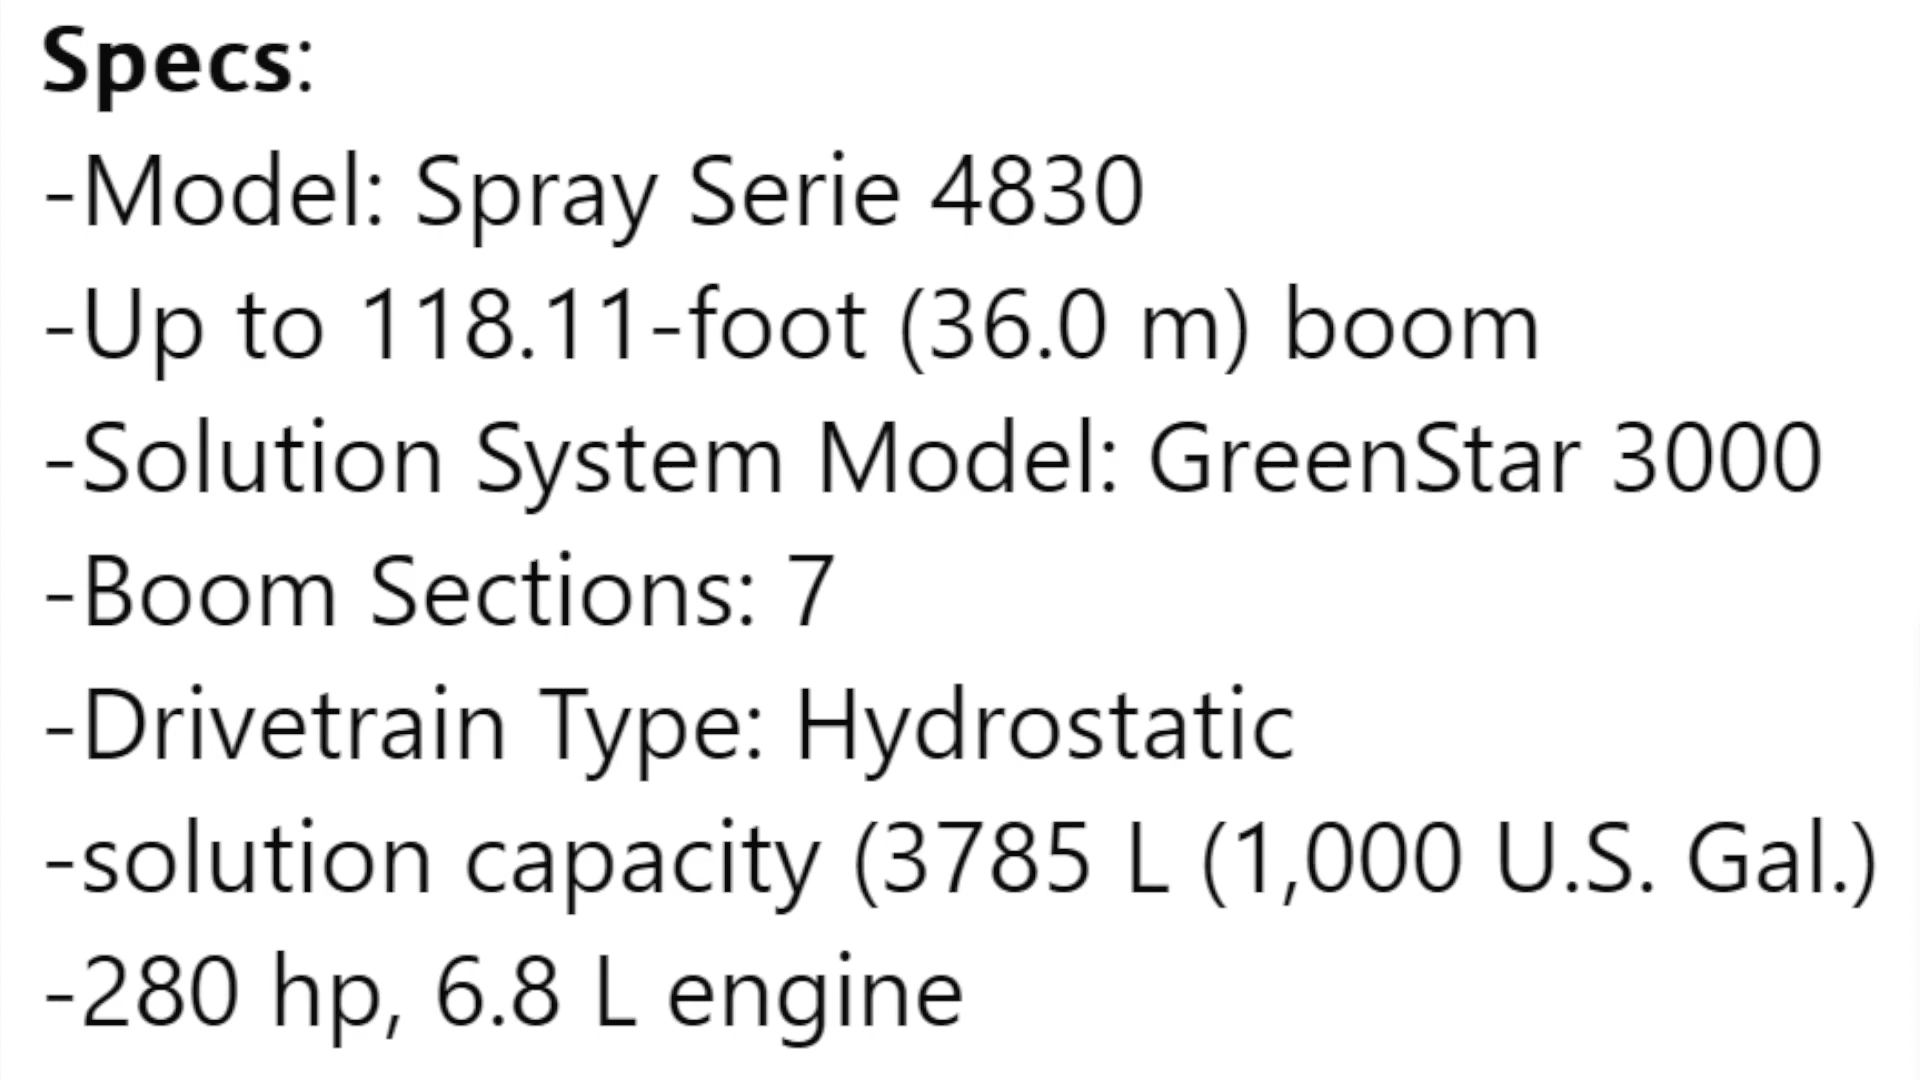 Specs:
-Model: Spray Serie 4830
-Up to 118.11-foot (36.0 m) boom
-Solution System Model: GreenStar 3000
-Boom Sections: 7
-Drivetrain Type: Hydrostatic
-solution capacity (3785 L (1,000 U.S. Gal.)
-280 hp, 6.8 L engine